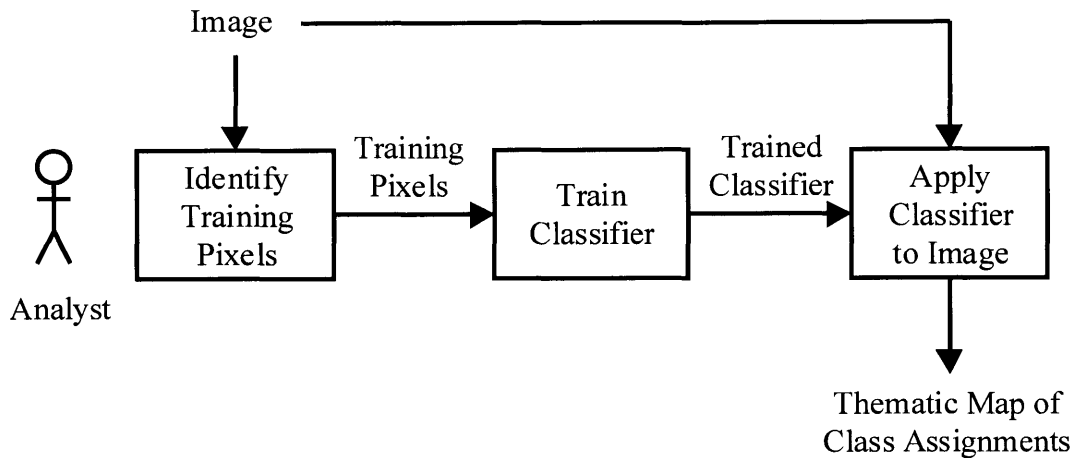 Image
Analyst
Identify
Training
Pixels
Training
Pixels
Train
Classifier
Trained
Classifier
Apply
Classifier
to Image
Thematic Map of
Class Assignments